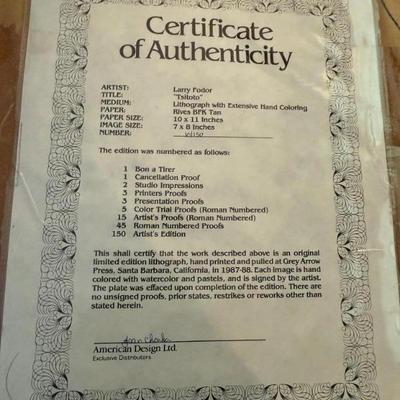 Certificate
of Authenticity
ARTIST: Larry Fodor
TITLE: "Tsitoto"
MEDIUM: Lithograph with Extensive Hand Coloring
PAPER: Rives BFK Tan
PAPER SIZE: 10 x 11 Inches
IMAGE SIZE: 7 x 8 Inches
NUMBER:
The edition was numbered as follows:
1 Bon a Tirer
1 Cancellation Proof
2 Studio Impressions
3 Printers Proofs
3 Presentation Proofs
5 Color Trial Proofs (Roman Numbered)
15 Artist's Proofs (Roman Numbered)
45 Roman Numbered Proofs
150 Artist's Edition
This shall certify that the work described above is an original
limited edition lithograph, hand printed and pulled at Grey Arrow
Press, Santa Barbara, California, in 1987-88. Each image is hand
colored with watercolor and pastels, and is signed by the artist.
The plate was effaced upon completion of the edition. There are
no unsigned proofs, prior states, restrikes or reworks other than
stated herein.
American Design Ltd.
Exclusive Distributors